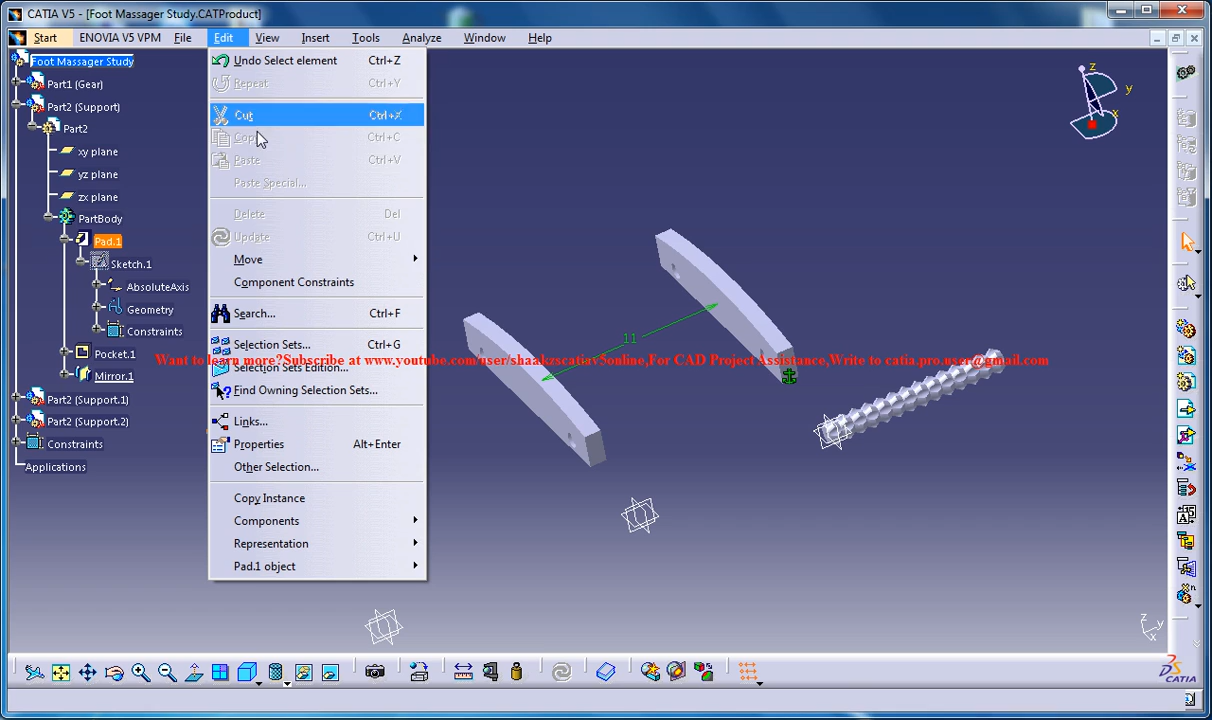 CATIA V5 - [Foot Massager Study.CATProduct]
Start ENOVIA V5 VPM File Edit View Insert Tools Analyze Window Help
Foot Massager Study
Part1 (Gear)
Part2 (Support)
Part2
xy plane
yz plane
zx plane
PartBody
Pad.1
Sketch.1
AbsoluteAxis
Geometry
Constraints
Pocket.1
Mirror.1
Part2 (Support.1)
Part2 (Support.2)
Constraints
Applications
Undo Select element Ctrl+Z
Repeat Ctrl+Y
Cut Ctrl+X
Copy Ctrl+C
Paste Ctrl+V
Paste Special...
Delete Del
Update Ctrl+U
Move
Component Constraints
Search... Ctrl+F
Selection Sets... Ctrl+G
Selection Sets Edition...
Find Owning Selection Sets...
Links...
Properties Alt+Enter
Other Selection...
Copy Instance
Components
Representation
Pad.1 object
11
Want to learn more?Subscribe at www.youtube.com/user/shaakzscatiav5online,For CAD Project Assistance,Write to catia.pro.user@gmail.com
z
y
x
z
y
x
CATIA